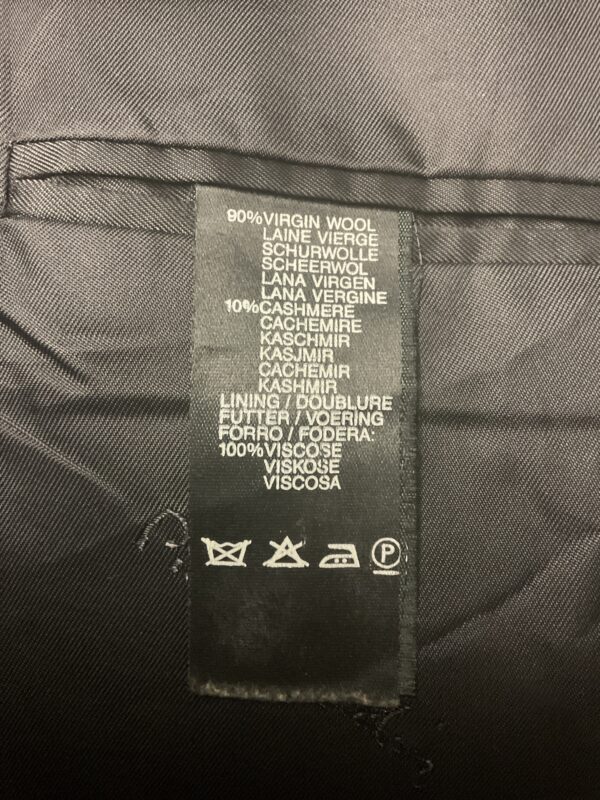 90%VIRGIN WOOL
LAINE VIERGE
SCHURWOLLE
SCHEERWOL
LANA VIRGEN
LANA VERGINE
10%CASHMERE
CACHEMIRE
KASCHMIR
KASJMIR
CACHEMIR
KASHMIR
LINING / DOUBLURE
FUTTER / VOERING
FORRO / FODERA:
100%VISCOSE
VISKOSE
VISCOSA
P